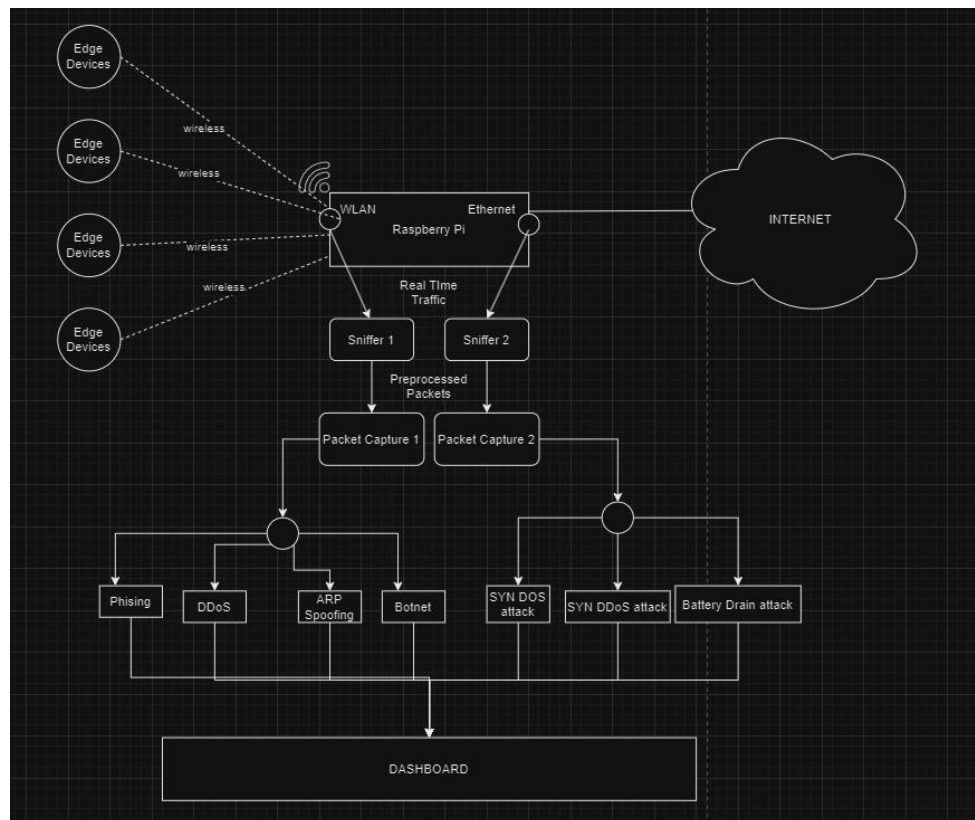 Edge
Devices
wireless
Edge
Devices
wireless
Edge
Devices
wireless
Edge
Devices
wireless
WLAN
Ethernet
Raspberry Pi
INTERNET
Real TIme
Traffic
Sniffer 1
Sniffer 2
Preprocessed
Packets
Packet Capture 1
Packet Capture 2
Phising
DDoS
ARP
Spoofing
Botnet
SYN DOS
attack
SYN DDoS attack
Battery Drain attack
DASHBOARD